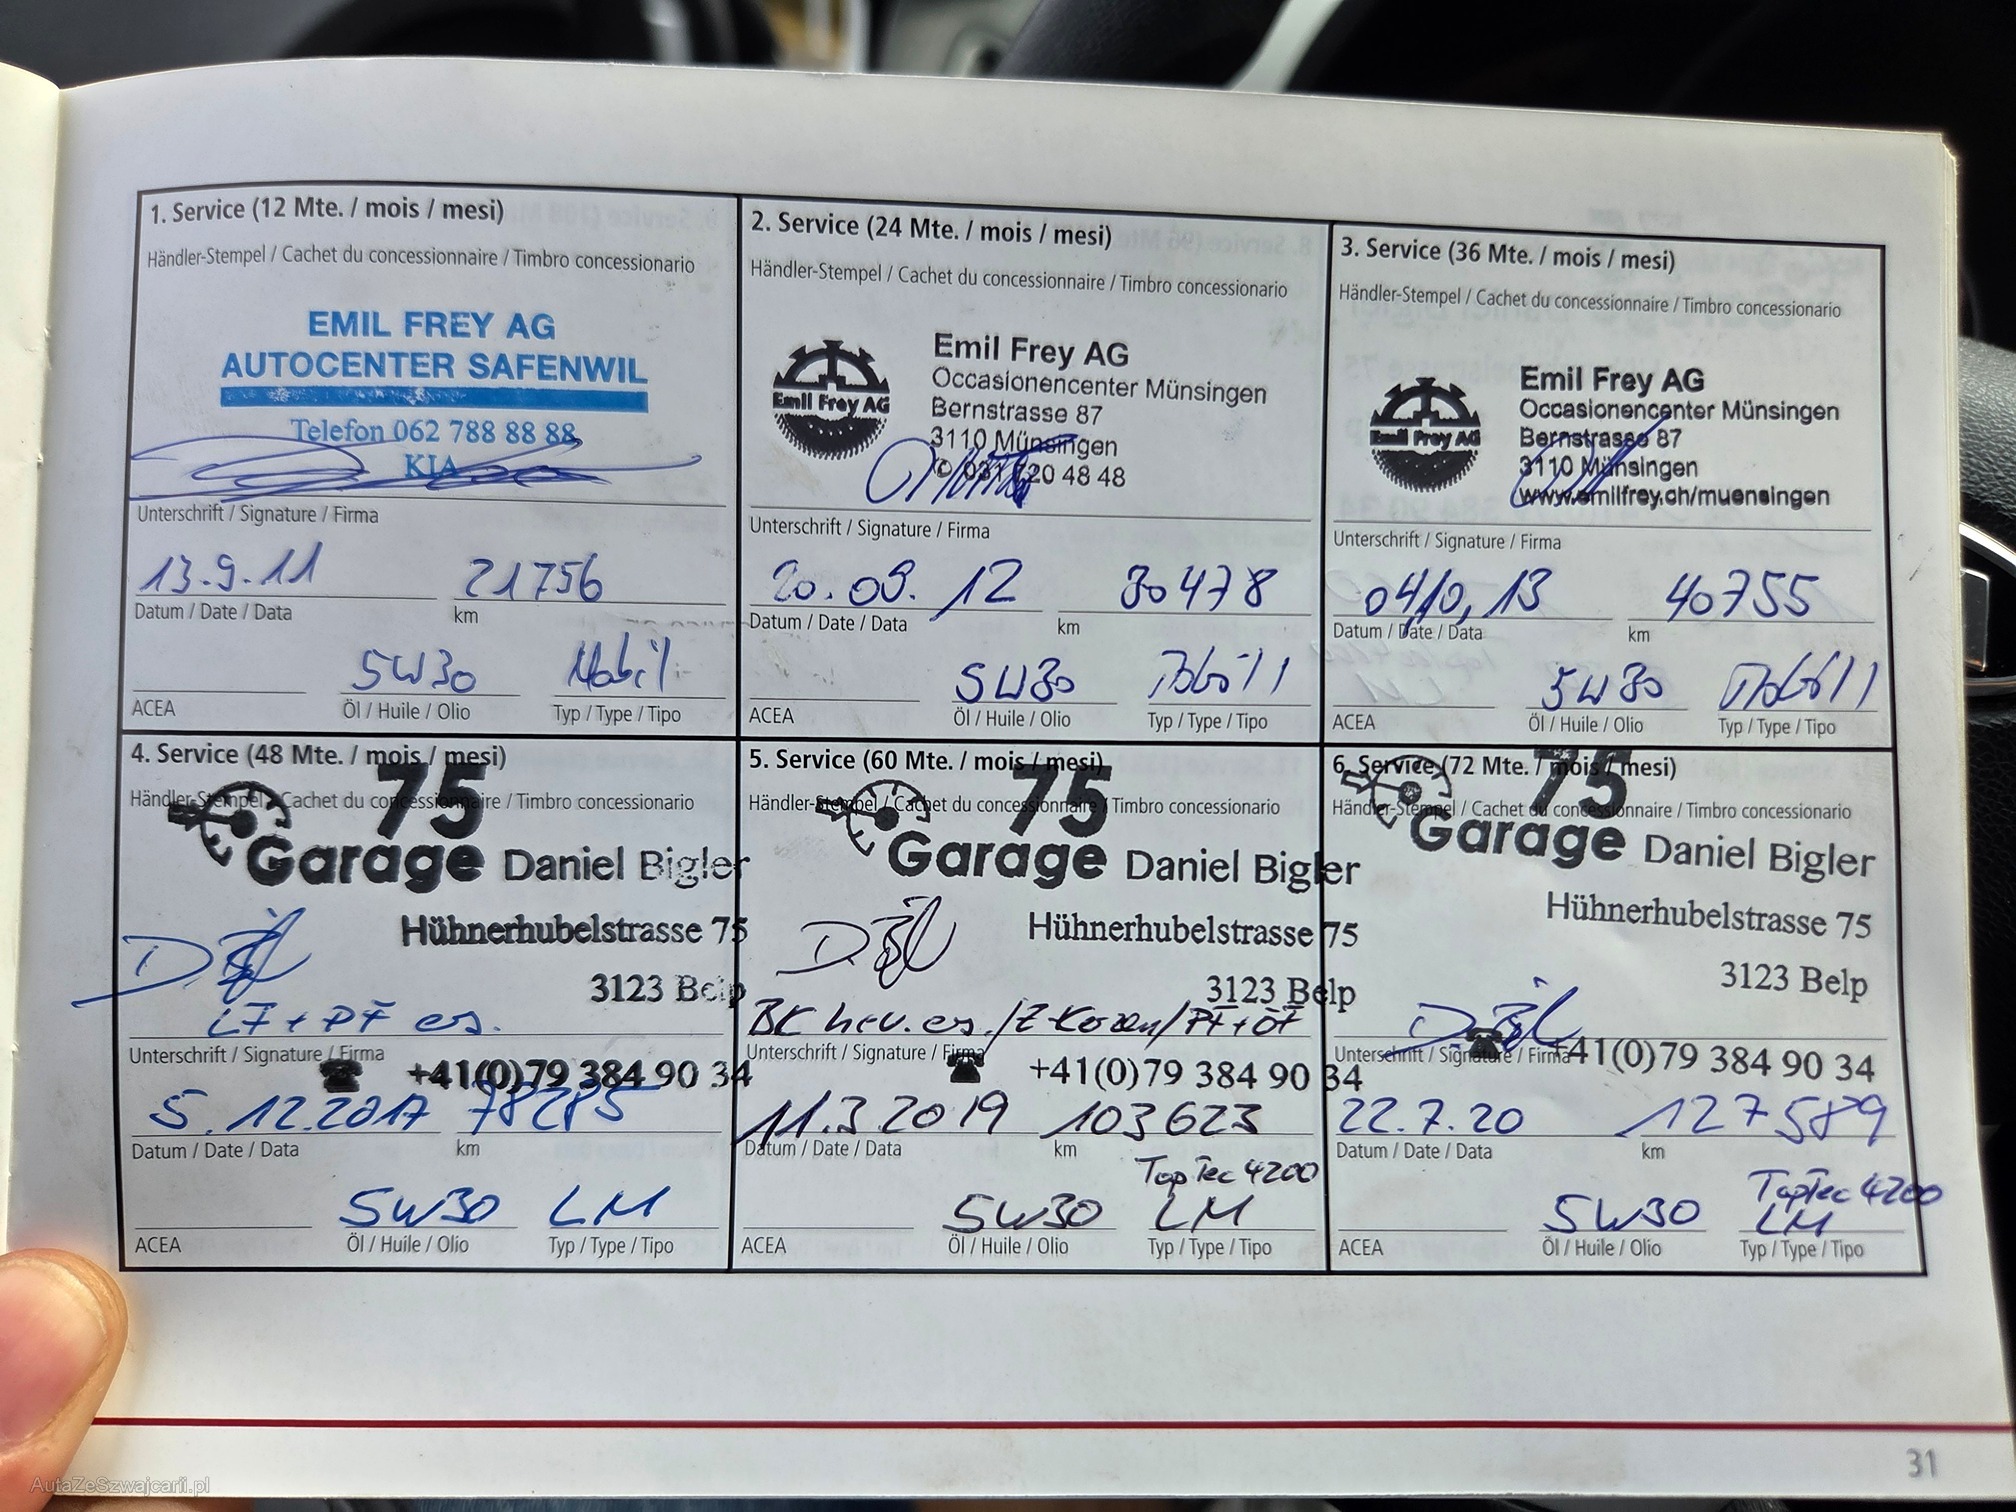 1. Service (12 Mte. / mois / mesi)
Händler-Stempel / Cachet du concessionnaire / Timbro concessionario
EMIL FREY AG
AUTOCENTER SAFENWIL
Telefon 062 788 88 88
KIA
Unterschrift / Signature / Firma
13.9.11 21756
Datum / Date / Data km
5W30 Mobil
ACEA Öl / Huile / Olio Typ / Type / Tipo
2. Service (24 Mte. / mois / mesi)
Händler-Stempel / Cachet du concessionnaire / Timbro concessionario
Emil Frey AG
Emil Frey AG
Occasionencenter Münsingen
Bernstrasse 87
3110 Münsingen
031 720 48 48
Unterschrift / Signature / Firma
20.09.12 30478
Datum / Date / Data km
5W30
ACEA Öl / Huile / Olio Typ / Type / Tipo
3. Service (36 Mte. / mois / mesi)
Händler-Stempel / Cachet du concessionnaire / Timbro concessionario
Emil Frey AG
Emil Frey AG
Occasionencenter Münsingen
Bernstrasse 87
3110 Münsingen
www.emilfrey.ch/muensingen
Unterschrift / Signature / Firma
40755
Datum / Date / Data km
5W30
ACEA Öl / Huile / Olio Typ / Type / Tipo
4. Service (48 Mte. / mois / mesi)
Händler-Stempel / Cachet du concessionnaire / Timbro concessionario
75
Garage Daniel Bigler
Hühnerhubelstrasse 75
3123 Belp
LF + PF es.
Unterschrift / Signature / Firma
+41(0)79 384 90 34
5.12.2017 78285
Datum / Date / Data km
5W30 LM
ACEA Öl / Huile / Olio Typ / Type / Tipo
5. Service (60 Mte. / mois / mesi)
Händler-Stempel / Cachet du concessionnaire / Timbro concessionario
75
Garage Daniel Bigler
Hühnerhubelstrasse 75
3123 Belp
es. / PF + ÖF
Unterschrift / Signature / Firma
+41(0)79 384 90 34
11.3.2019 103623
Datum / Date / Data km
TopTec 4200
5W30 LM
ACEA Öl / Huile / Olio Typ / Type / Tipo
6. Service (72 Mte. / mois / mesi)
Händler-Stempel / Cachet du concessionnaire / Timbro concessionario
75
Garage Daniel Bigler
Hühnerhubelstrasse 75
3123 Belp
Unterschrift / Signature / Firma
+41(0)79 384 90 34
22.7.20 127589
Datum / Date / Data km
TopTec 4200
5W30 LM
ACEA Öl / Huile / Olio Typ / Type / Tipo
31
AutaZeSzwajcarii.pl